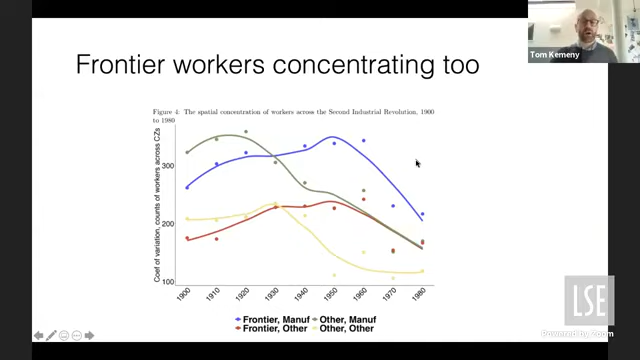 Tom Kemeny
Frontier workers concentrating too
Figure 4: The spatial concentration of workers across the Second Industrial Revolution, 1900
to 1980
Coef of variation, counts of workers across CZs
300
200
100
1900
1910
1920
1930
1940
1950
1960
1970
1980
Frontier, Manuf
Other, Manuf
Frontier, Other
Other, Other
LSE
Powered by Zoom